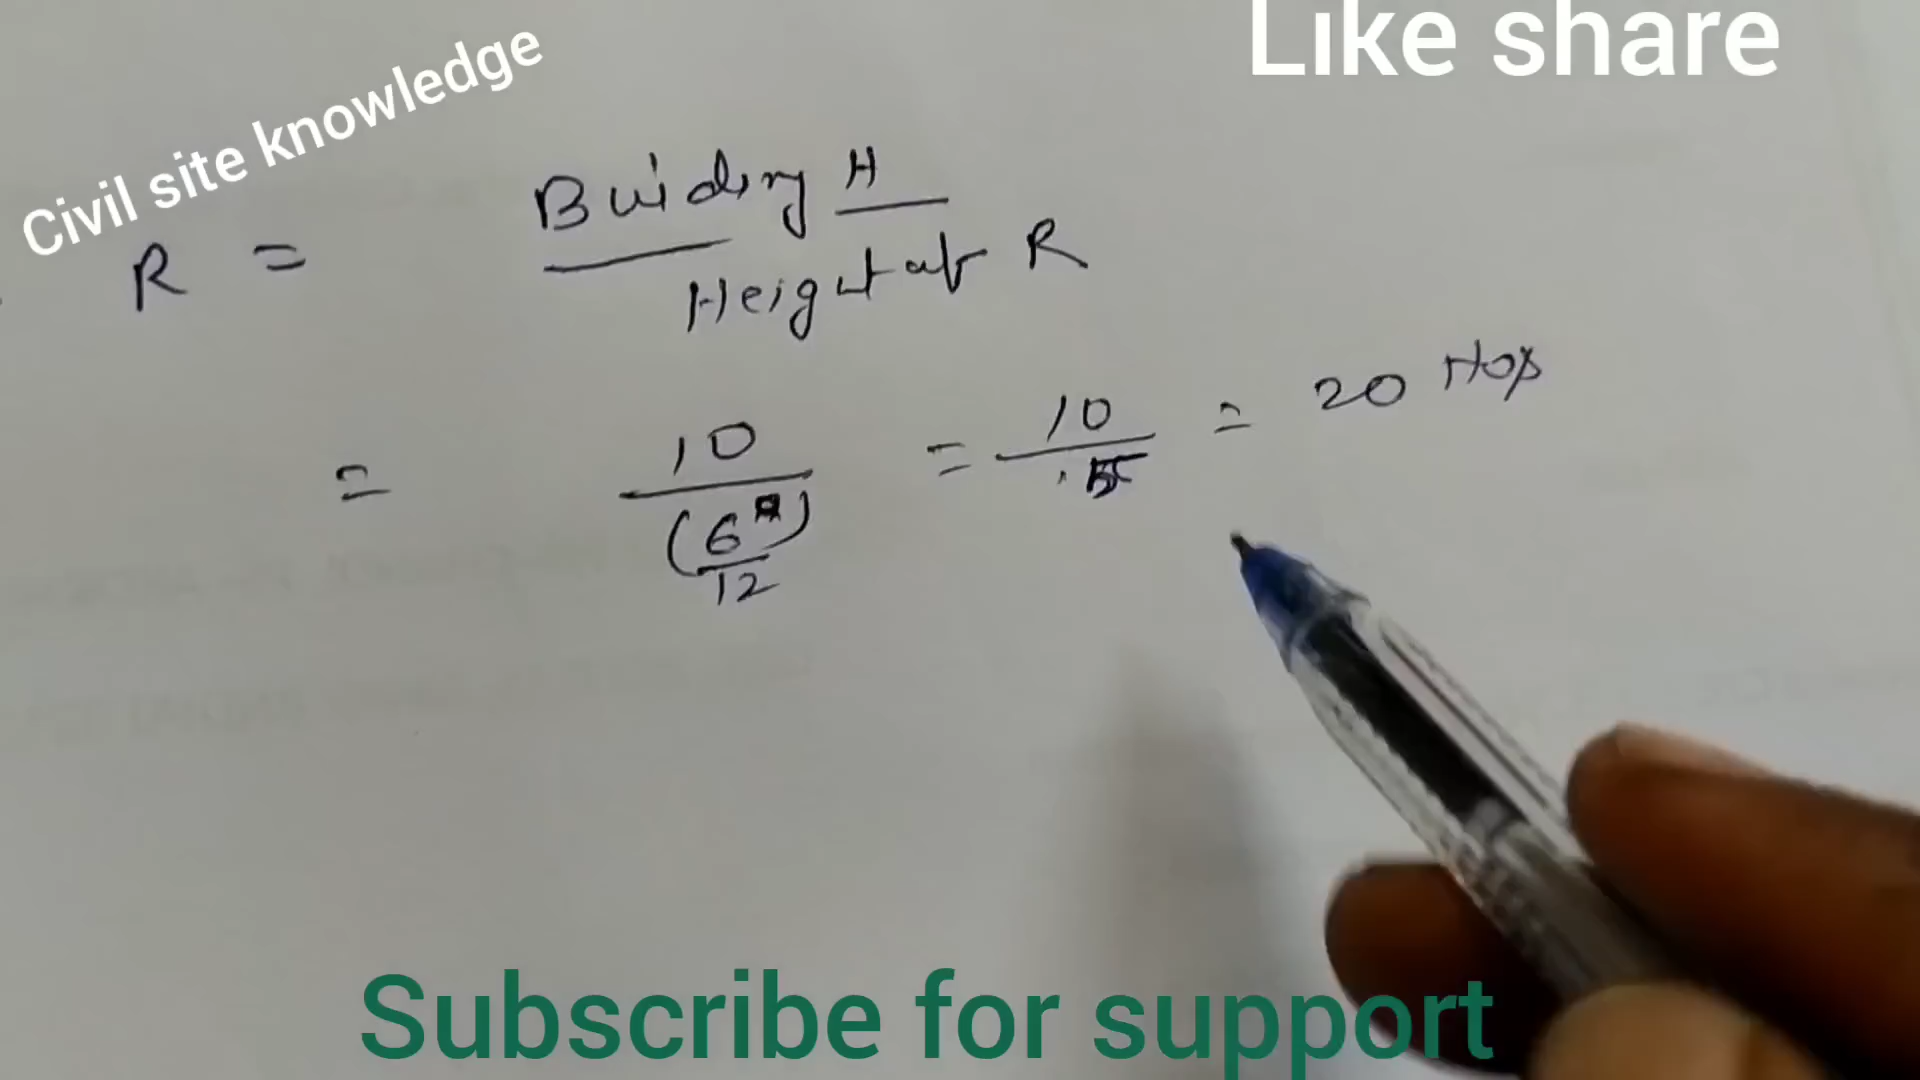 Like share
Civil site knowledge
R = Building H
Height of R
= 10 = 10 = 20 Nos
(6") .5
12
Subscribe for support